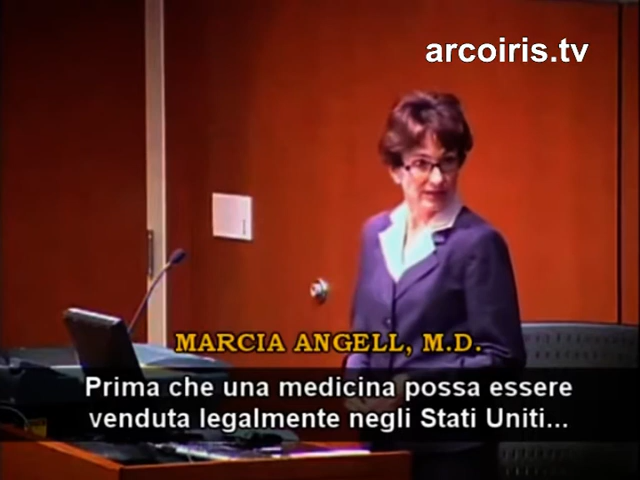 arcoiris.tv
MARCIA ANGELL, M.D.
Prima che una medicina possa essere
venduta legalmente negli Stati Uniti...